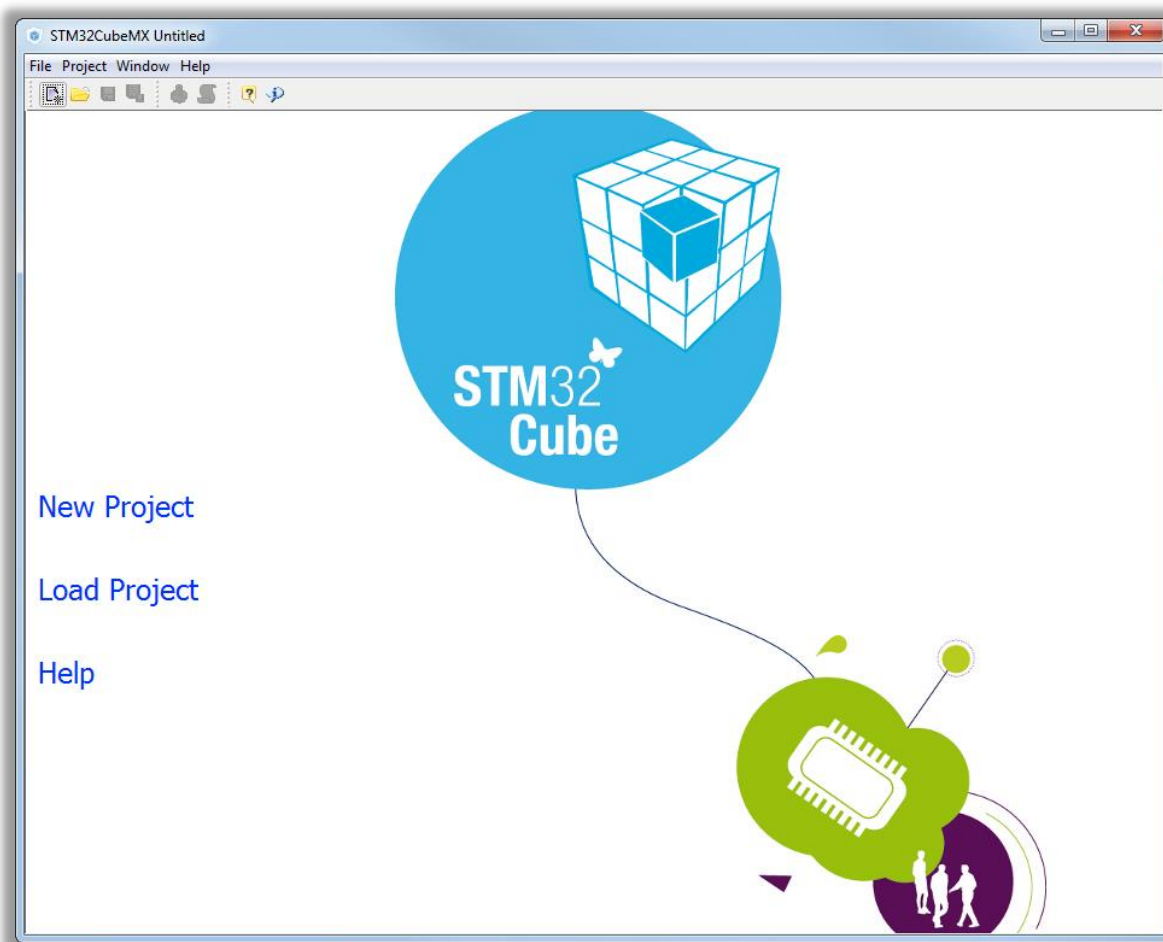 STM32CubeMX Untitled
File Project Window Help
STM32
Cube
New Project
Load Project
Help